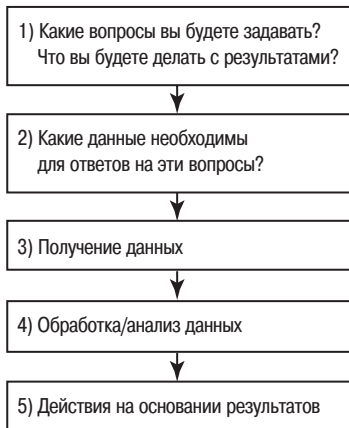 1) Какие вопросы вы будете задавать?
Что вы будете делать с результатами?
2) Какие данные необходимы
для ответов на эти вопросы?
3) Получение данных
4) Обработка/анализ данных
5) Действия на основании результатов